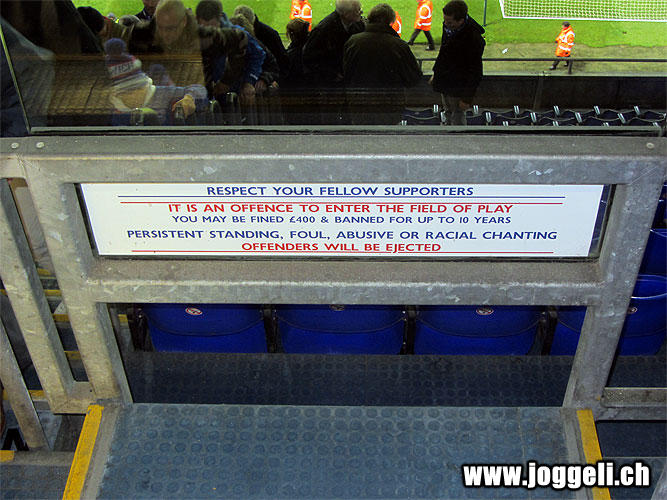 RESPECT YOUR FELLOW SUPPORTERS
IT IS AN OFFENCE TO ENTER THE FIELD OF PLAY
YOU MAY BE FINED £400 & BANNED FOR UP TO 10 YEARS
PERSISTENT STANDING, FOUL, ABUSIVE OR RACIAL CHANTING
OFFENDERS WILL BE EJECTED
www.joggeli.ch